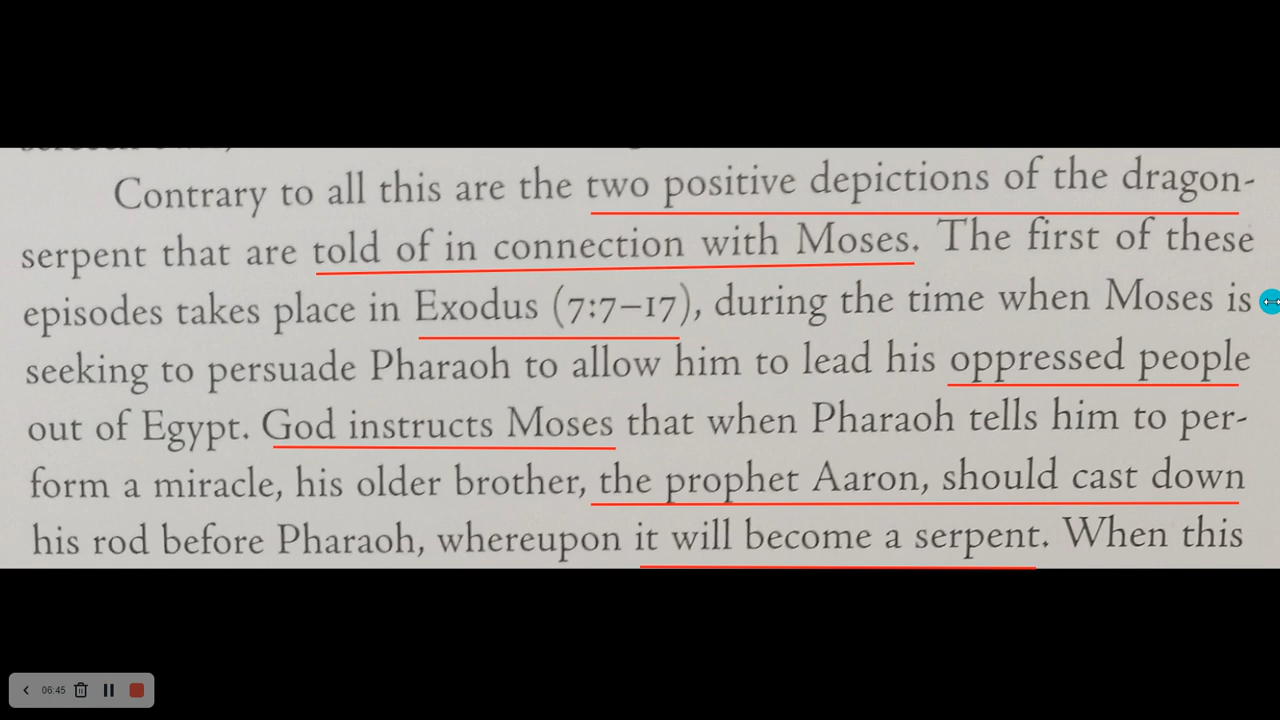 Contrary to all this are the two positive depictions of the dragon-
serpent that are told of in connection with Moses. The first of these
episodes takes place in Exodus (7:7–17), during the time when Moses is
seeking to persuade Pharaoh to allow him to lead his oppressed people
out of Egypt. God instructs Moses that when Pharaoh tells him to per-
form a miracle, his older brother, the prophet Aaron, should cast down
his rod before Pharaoh, whereupon it will become a serpent. When this
06:45